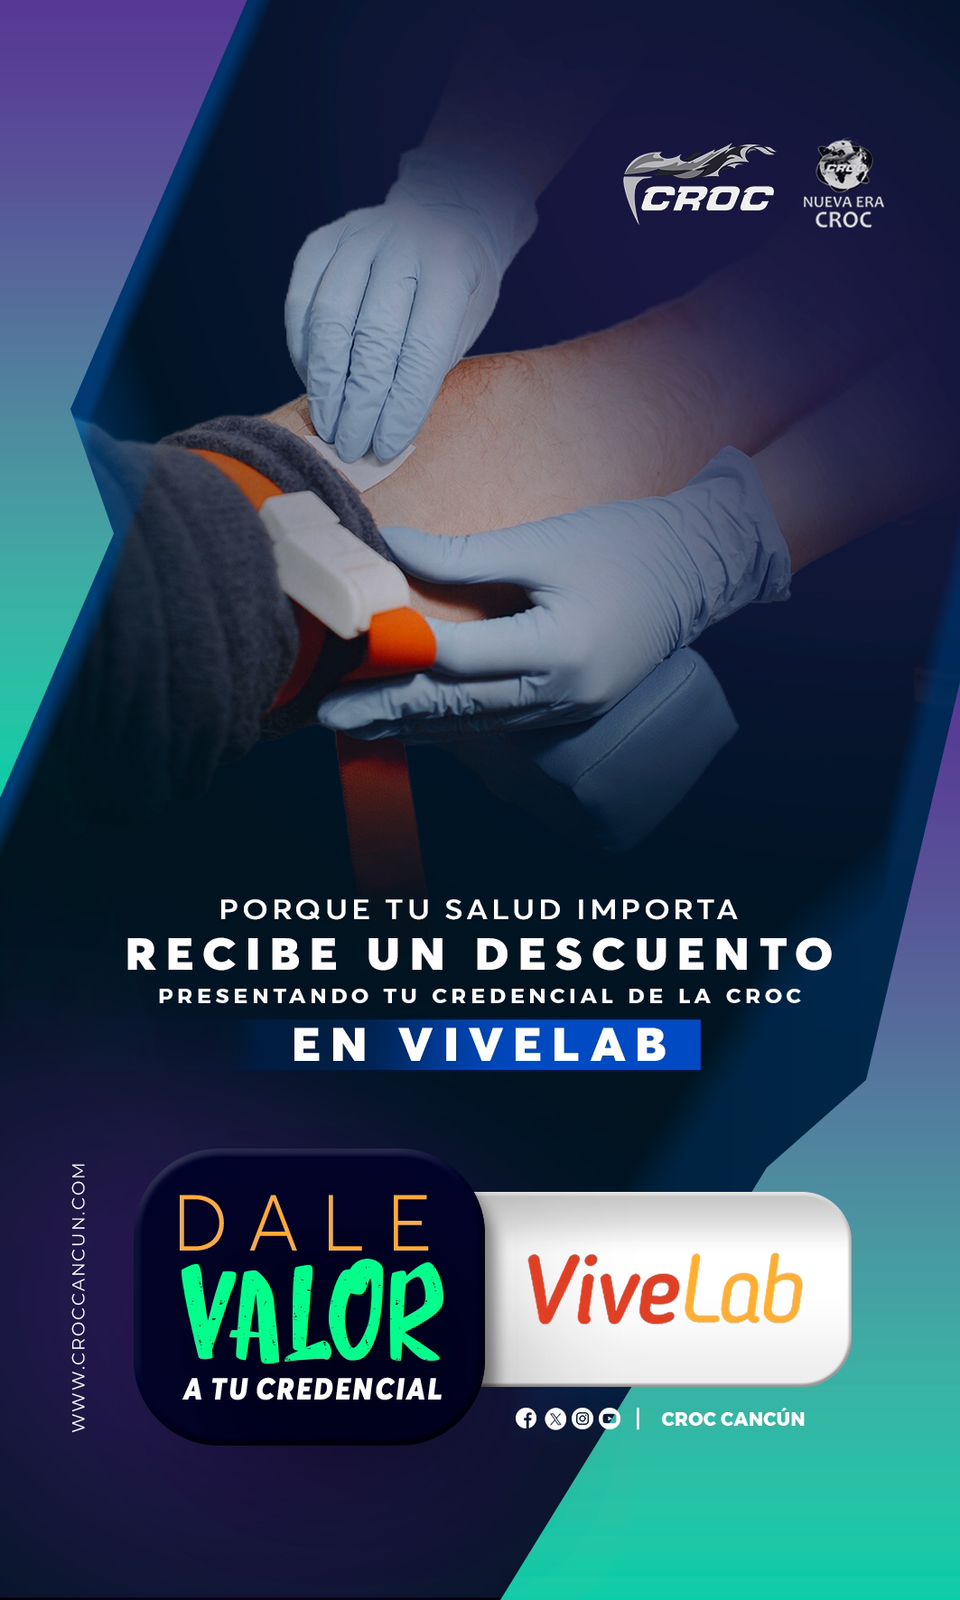 CROC
CROC
NUEVA ERA
CROC
PORQUE TU SALUD IMPORTA
RECIBE UN DESCUENTO
PRESENTANDO TU CREDENCIAL DE LA CROC
EN VIVELAB
WWW.CROCCANCUN.COM
DALE
VALOR
A TU CREDENCIAL
ViveLab
CROC CANCÚN